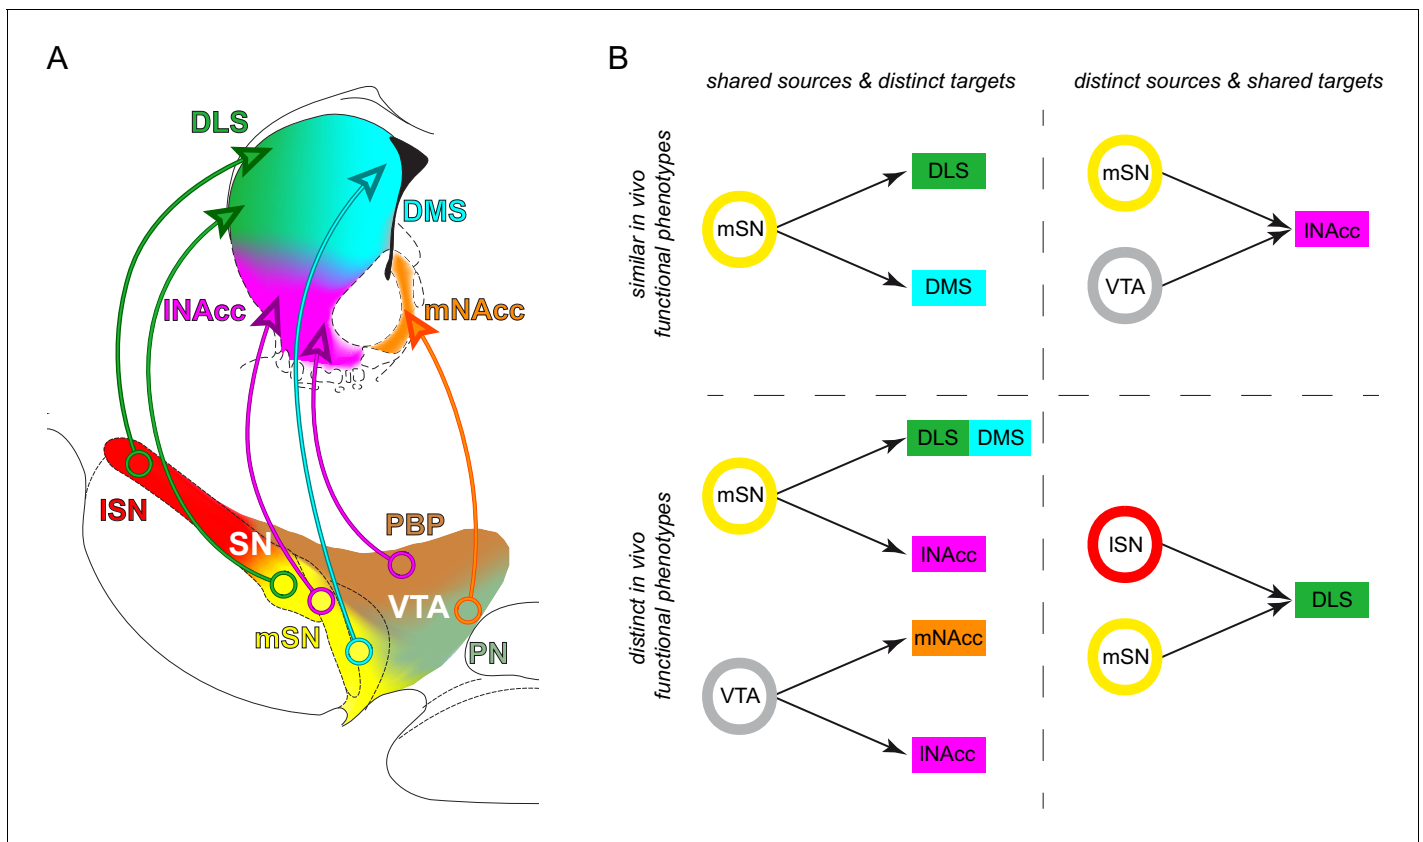 A
DLS
DMS
lNAcc
mNAcc
lSN
SN
PBP
VTA
mSN
PN
B
shared sources & distinct targets
distinct sources & shared targets
similar in vivo
functional phenotypes
mSN
DLS
DMS
mSN
VTA
lNAcc
distinct in vivo
functional phenotypes
mSN
DLS DMS
lNAcc
VTA
mNAcc
lNAcc
lSN
mSN
DLS